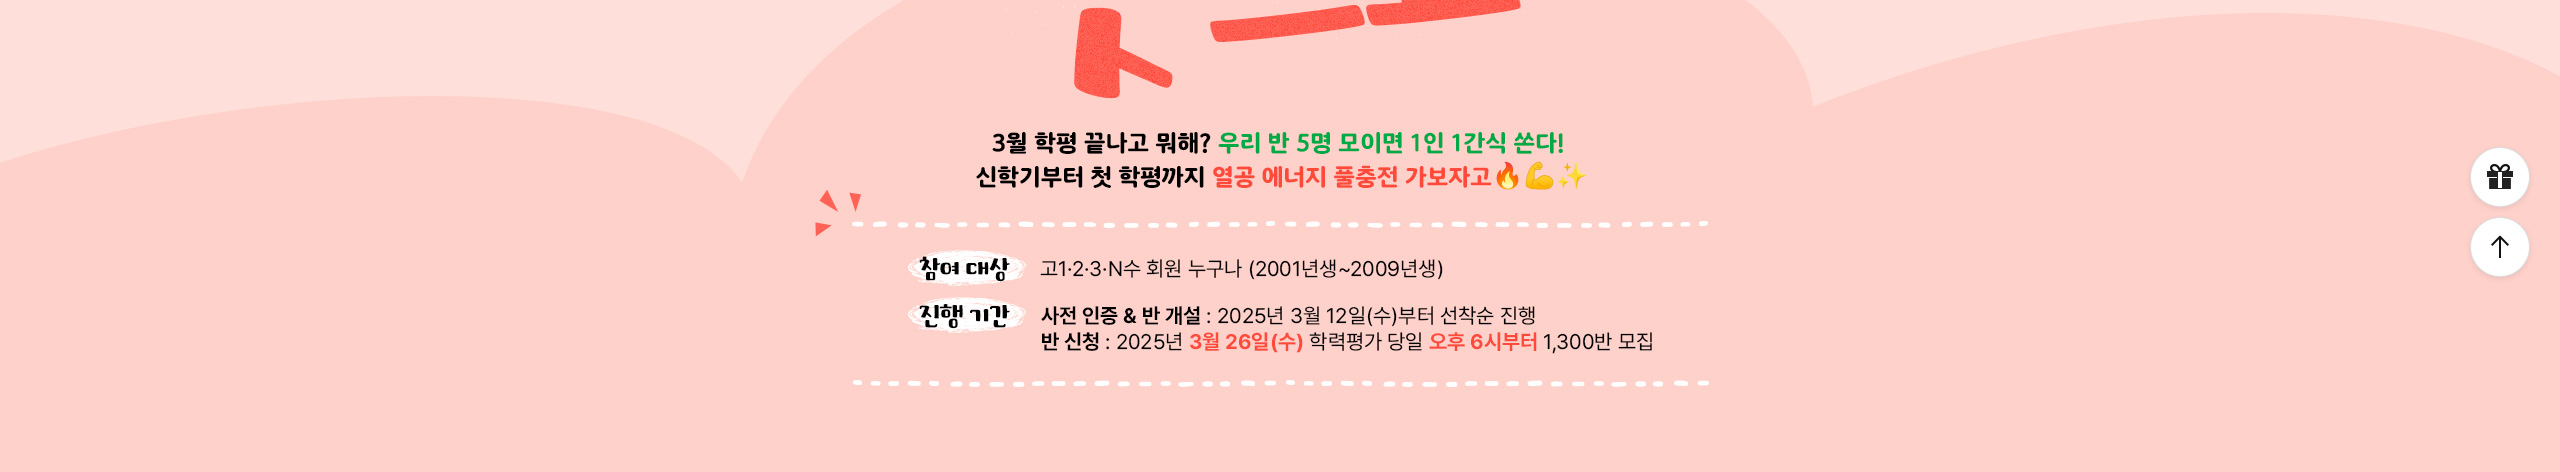 3월 학평 끝나고 뭐해? 우리 반 5명 모이면 1인 1간식 쏜다!
신학기부터 첫 학평까지 열공 에너지 풀충전 가보자고🔥💪✨
참여 대상 고1·2·3·N수 회원 누구나 (2001년생~2009년생)
진행 기간 사전 인증 & 반 개설 : 2025년 3월 12일(수)부터 선착순 진행
반 신청 : 2025년 3월 26일(수) 학력평가 당일 오후 6시부터 1,300반 모집